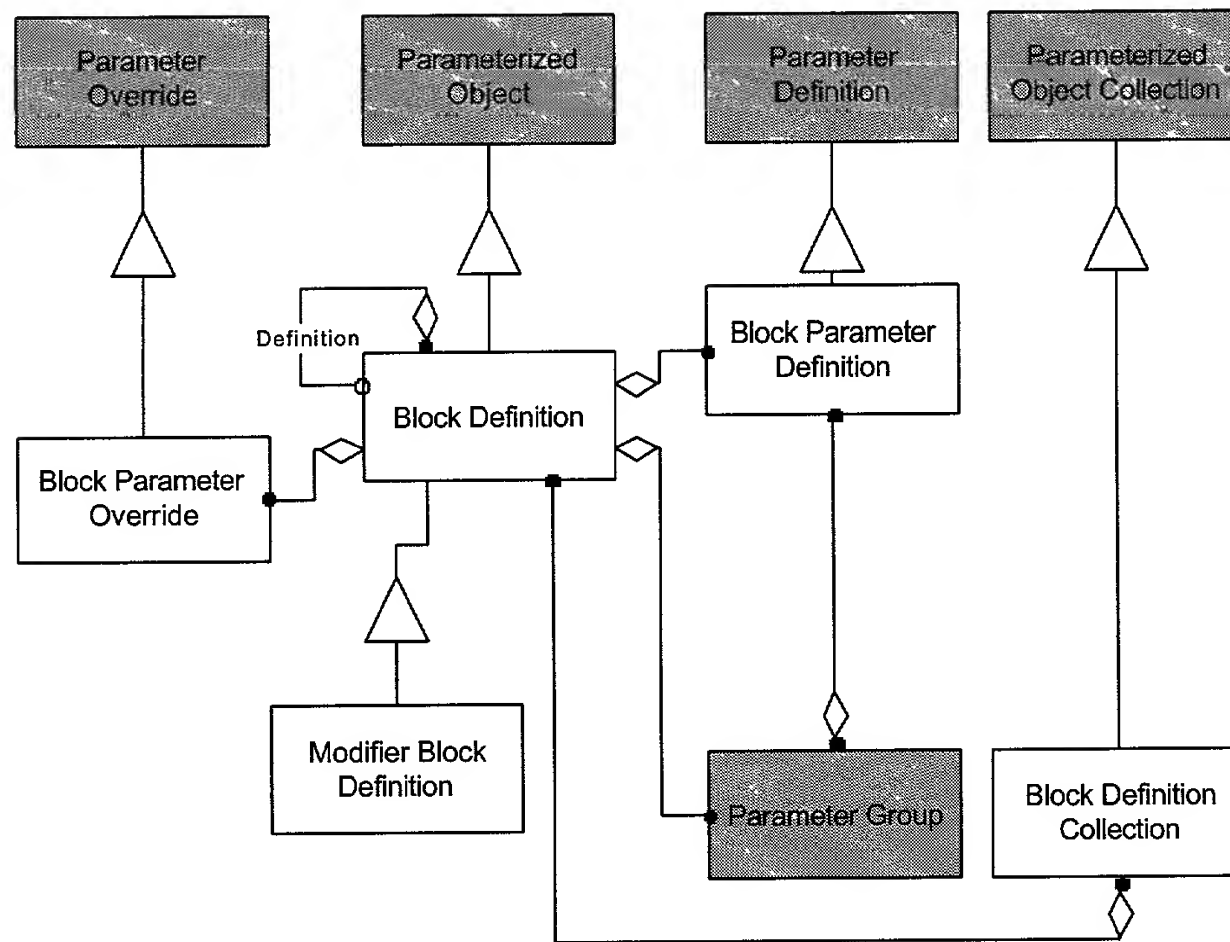 Parameter
Override
Parameterized
Object
Parameter
Definition
Parameterized
Object Collection
Definition
Block Definition
Block Parameter
Definition
Block Parameter
Override
Modifier Block
Definition
Parameter Group
Block Definition
Collection